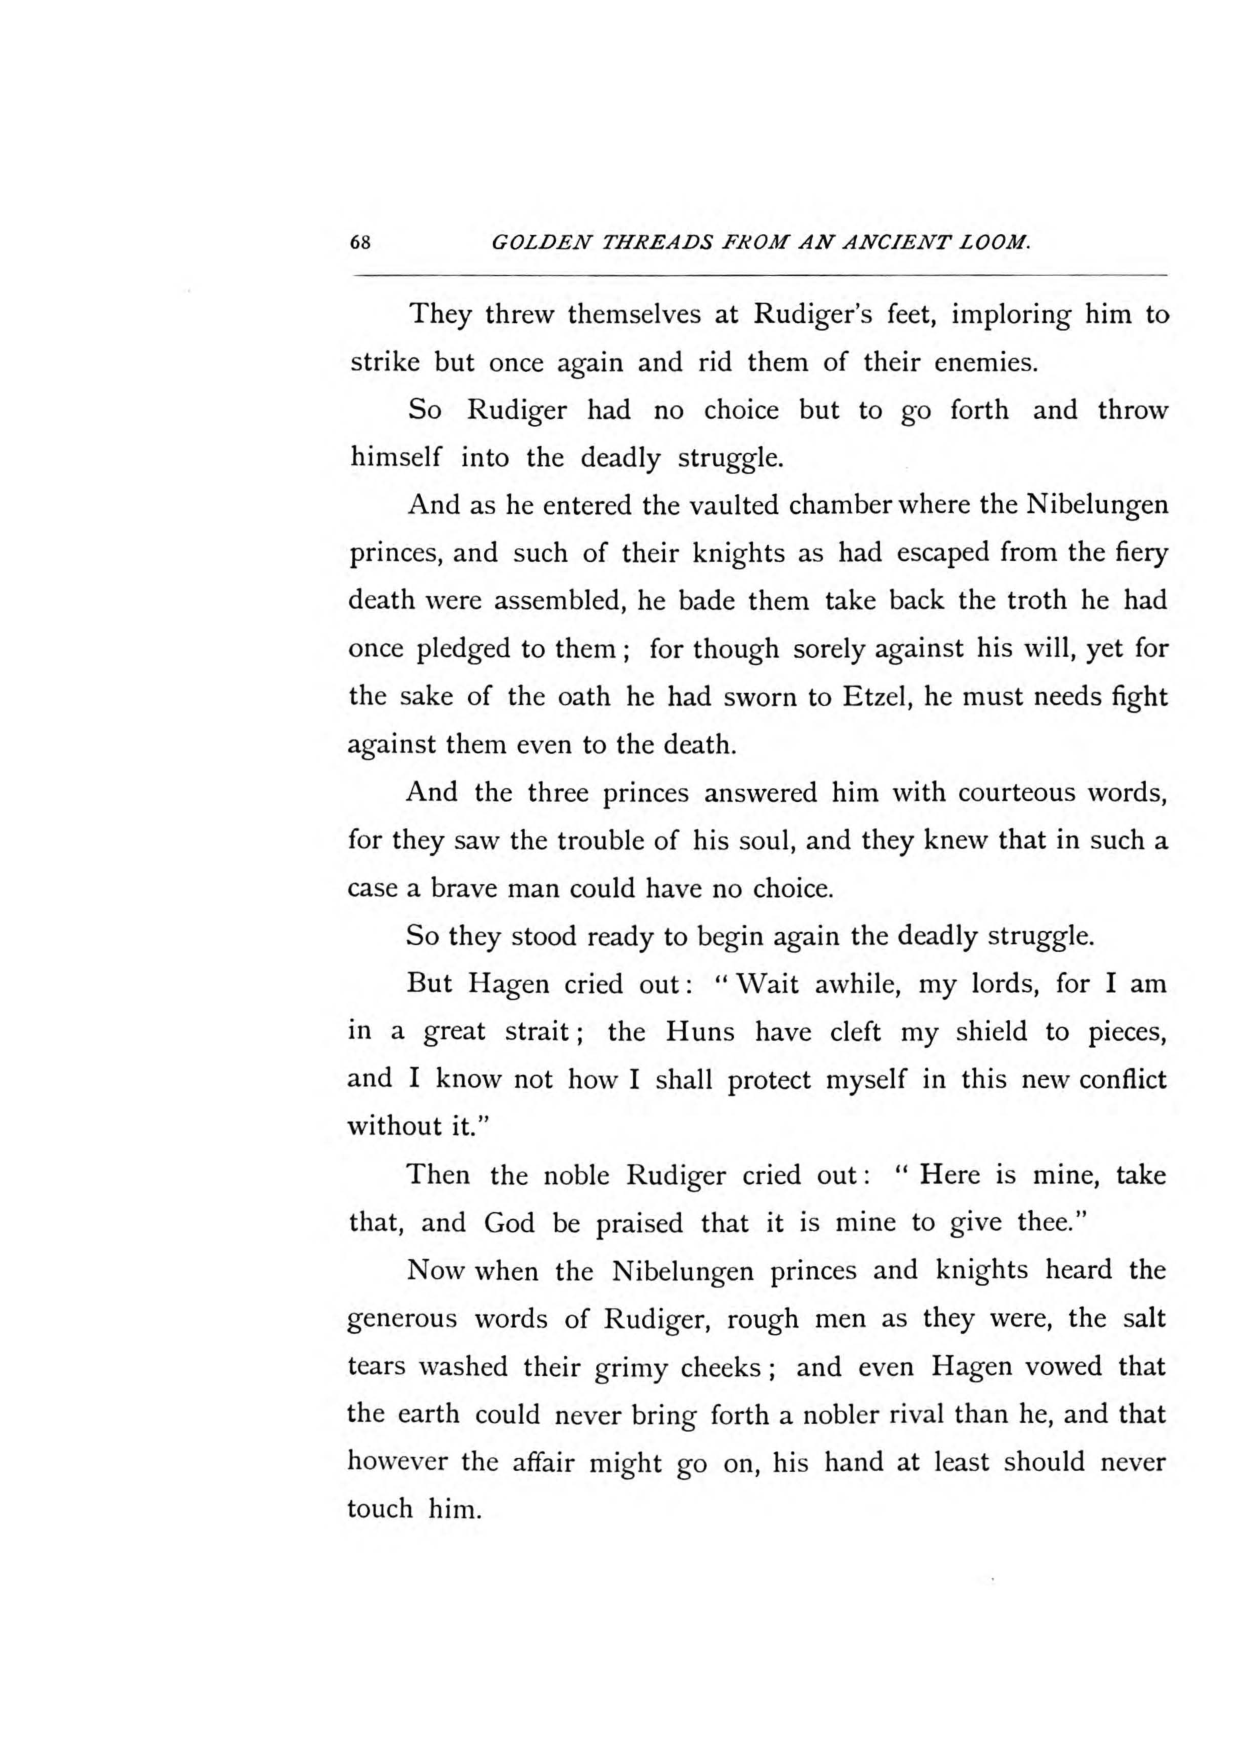 68 GOLDEN THREADS FROM AN ANCIENT LOOM.
They threw themselves at Rudiger's feet, imploring him to
strike but once again and rid them of their enemies.
So Rudiger had no choice but to go forth and throw
himself into the deadly struggle.
And as he entered the vaulted chamber where the Nibelungen
princes, and such of their knights as had escaped from the fiery
death were assembled, he bade them take back the troth he had
once pledged to them ; for though sorely against his will, yet for
the sake of the oath he had sworn to Etzel, he must needs fight
against them even to the death.
And the three princes answered him with courteous words,
for they saw the trouble of his soul, and they knew that in such a
case a brave man could have no choice.
So they stood ready to begin again the deadly struggle.
But Hagen cried out : “ Wait awhile, my lords, for I am
in a great strait ; the Huns have cleft my shield to pieces,
and I know not how I shall protect myself in this new conflict
without it.”
Then the noble Rudiger cried out : “ Here is mine, take
that, and God be praised that it is mine to give thee.”
Now when the Nibelungen princes and knights heard the
generous words of Rudiger, rough men as they were, the salt
tears washed their grimy cheeks ; and even Hagen vowed that
the earth could never bring forth a nobler rival than he, and that
however the affair might go on, his hand at least should never
touch him.